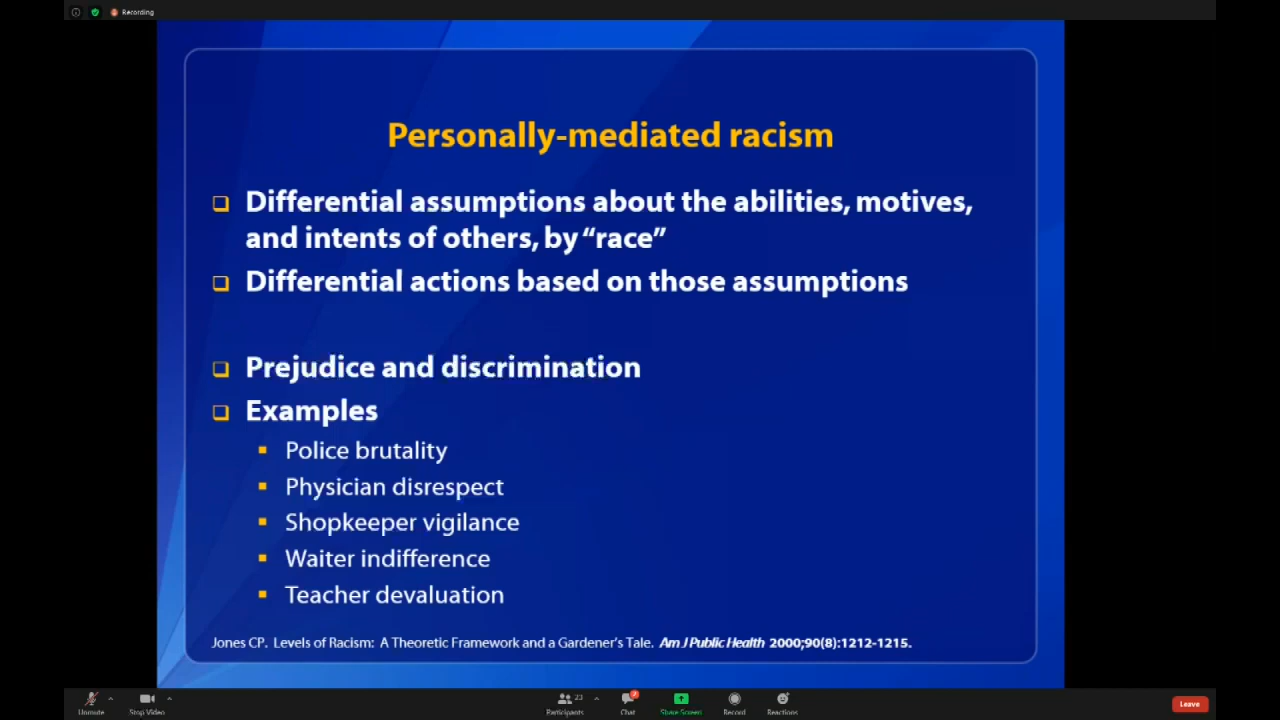 Recording
Personally-mediated racism
Differential assumptions about the abilities, motives,
and intents of others, by “race”
Differential actions based on those assumptions
Prejudice and discrimination
Examples
Police brutality
Physician disrespect
Shopkeeper vigilance
Waiter indifference
Teacher devaluation
Jones CP. Levels of Racism: A Theoretic Framework and a Gardener's Tale. Am J Public Health 2000;90(8):1212-1215.
Unmute Stop Video Participants 23 Chat Share Screen Record Reactions Leave